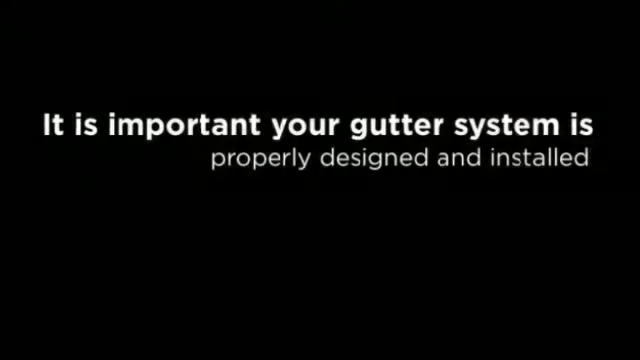 It is important your gutter system is
properly designed and installed